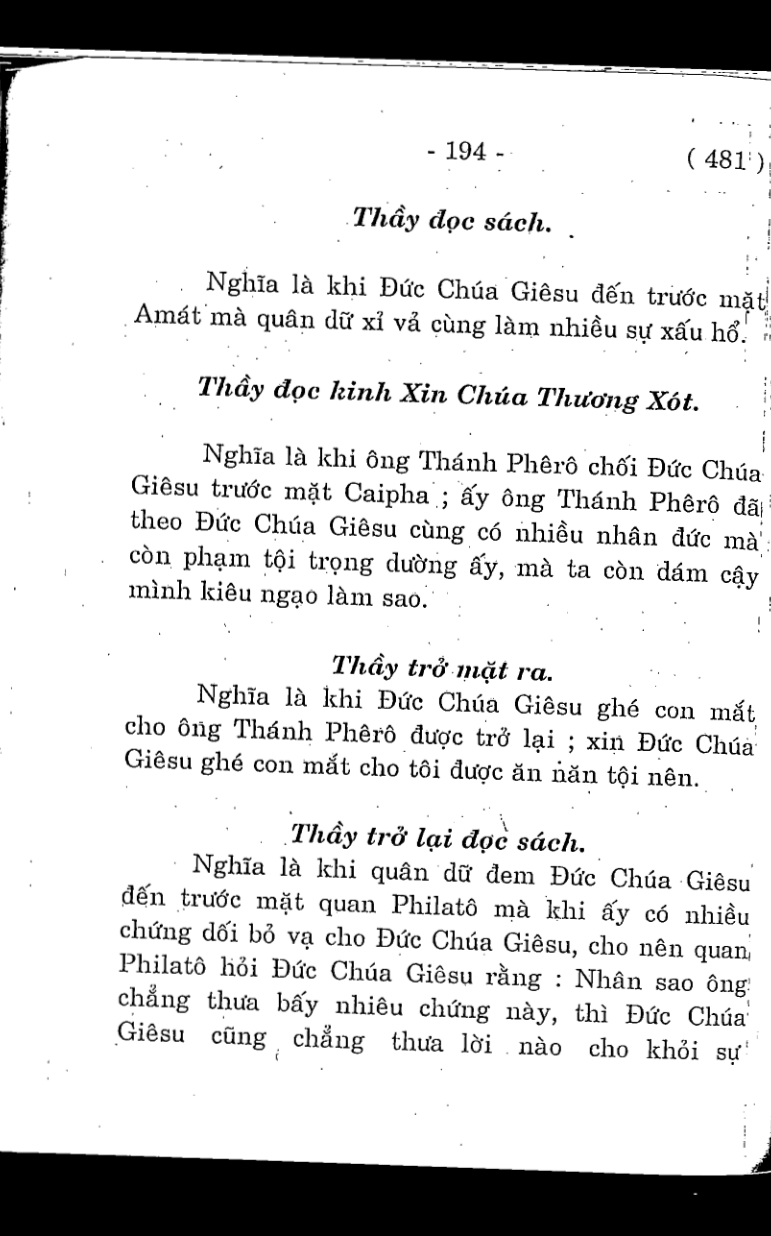 - 194 - ( 481 )
Thầy đọc sách.
Nghĩa là khi Đức Chúa Giêsu đến trước mặt
Amát mà quân dữ xỉ vả cùng làm nhiều sự xấu hổ.
Thầy đọc kinh Xin Chúa Thương Xót.
Nghĩa là khi ông Thánh Phêrô chối Đức Chúa
Giêsu trước mặt Caipha ; ấy ông Thánh Phêrô đã
theo Đức Chúa Giêsu cùng có nhiều nhân đức mà
còn phạm tội trọng dường ấy, mà ta còn dám cậy
mình kiêu ngạo làm sao.
Thầy trở mặt ra.
Nghĩa là khi Đức Chúa Giêsu ghé con mắt
cho ông Thánh Phêrô được trở lại ; xin Đức Chúa
Giêsu ghé con mắt cho tôi được ăn năn tội nên.
Thầy trở lại đọc sách.
Nghĩa là khi quân dữ đem Đức Chúa Giêsu
đến trước mặt quan Philatô mà khi ấy có nhiều
chứng dối bỏ vạ cho Đức Chúa Giêsu, cho nên quan
Philatô hỏi Đức Chúa Giêsu rằng : Nhân sao ông
chẳng thưa bấy nhiêu chứng này, thì Đức Chúa
Giêsu cũng chẳng thưa lời nào cho khỏi sự